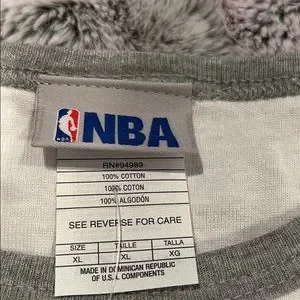 NBA
NBA
RN#94989
100% COTTON
100% COTON
100% ALGODÓN
SEE REVERSE FOR CARE
SIZE TAILLE TALLA
XL XL XG
MADE IN DOMINICAN REPUBLIC
OF U.S. COMPONENTS